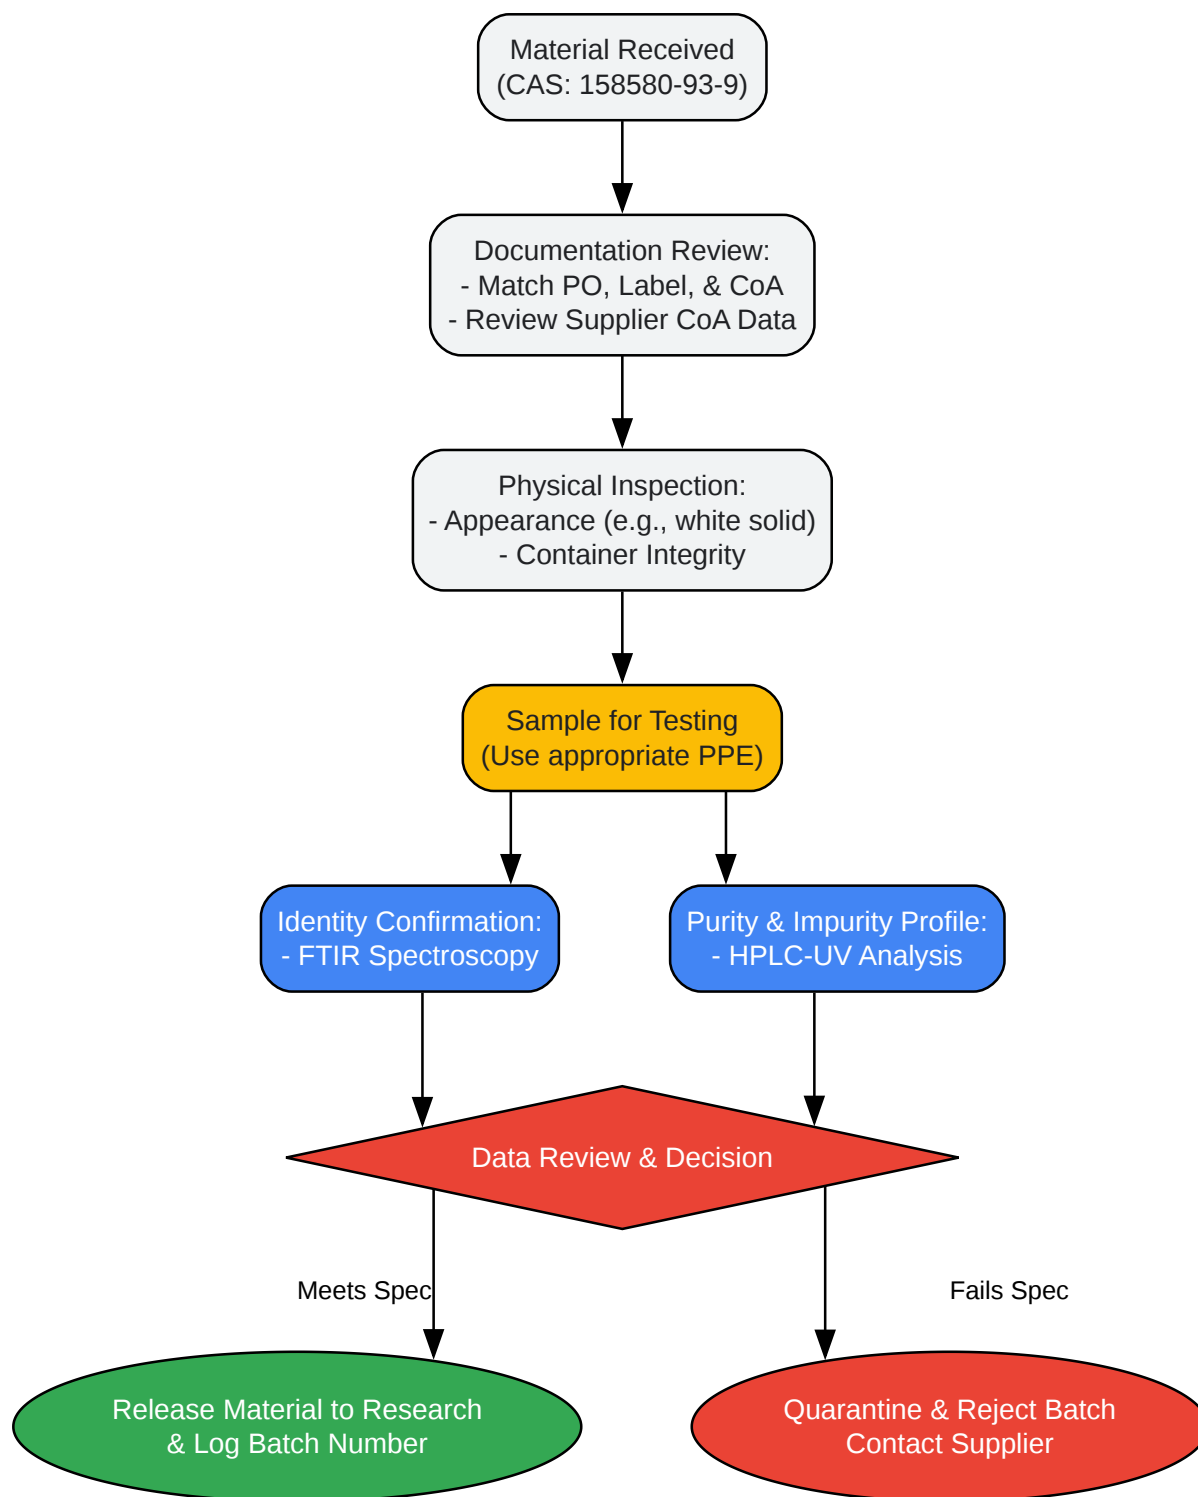 Material Received
(CAS: 158580-93-9)
Documentation Review:
- Match PO, Label, & CoA
- Review Supplier CoA Data
Physical Inspection:
- Appearance (e.g., white solid)
- Container Integrity
Sample for Testing
(Use appropriate PPE)
Identity Confirmation:
- FTIR Spectroscopy
Purity & Impurity Profile:
- HPLC-UV Analysis
Data Review & Decision
Meets Spec
Fails Spec
Release Material to Research
& Log Batch Number
Quarantine & Reject Batch
Contact Supplier